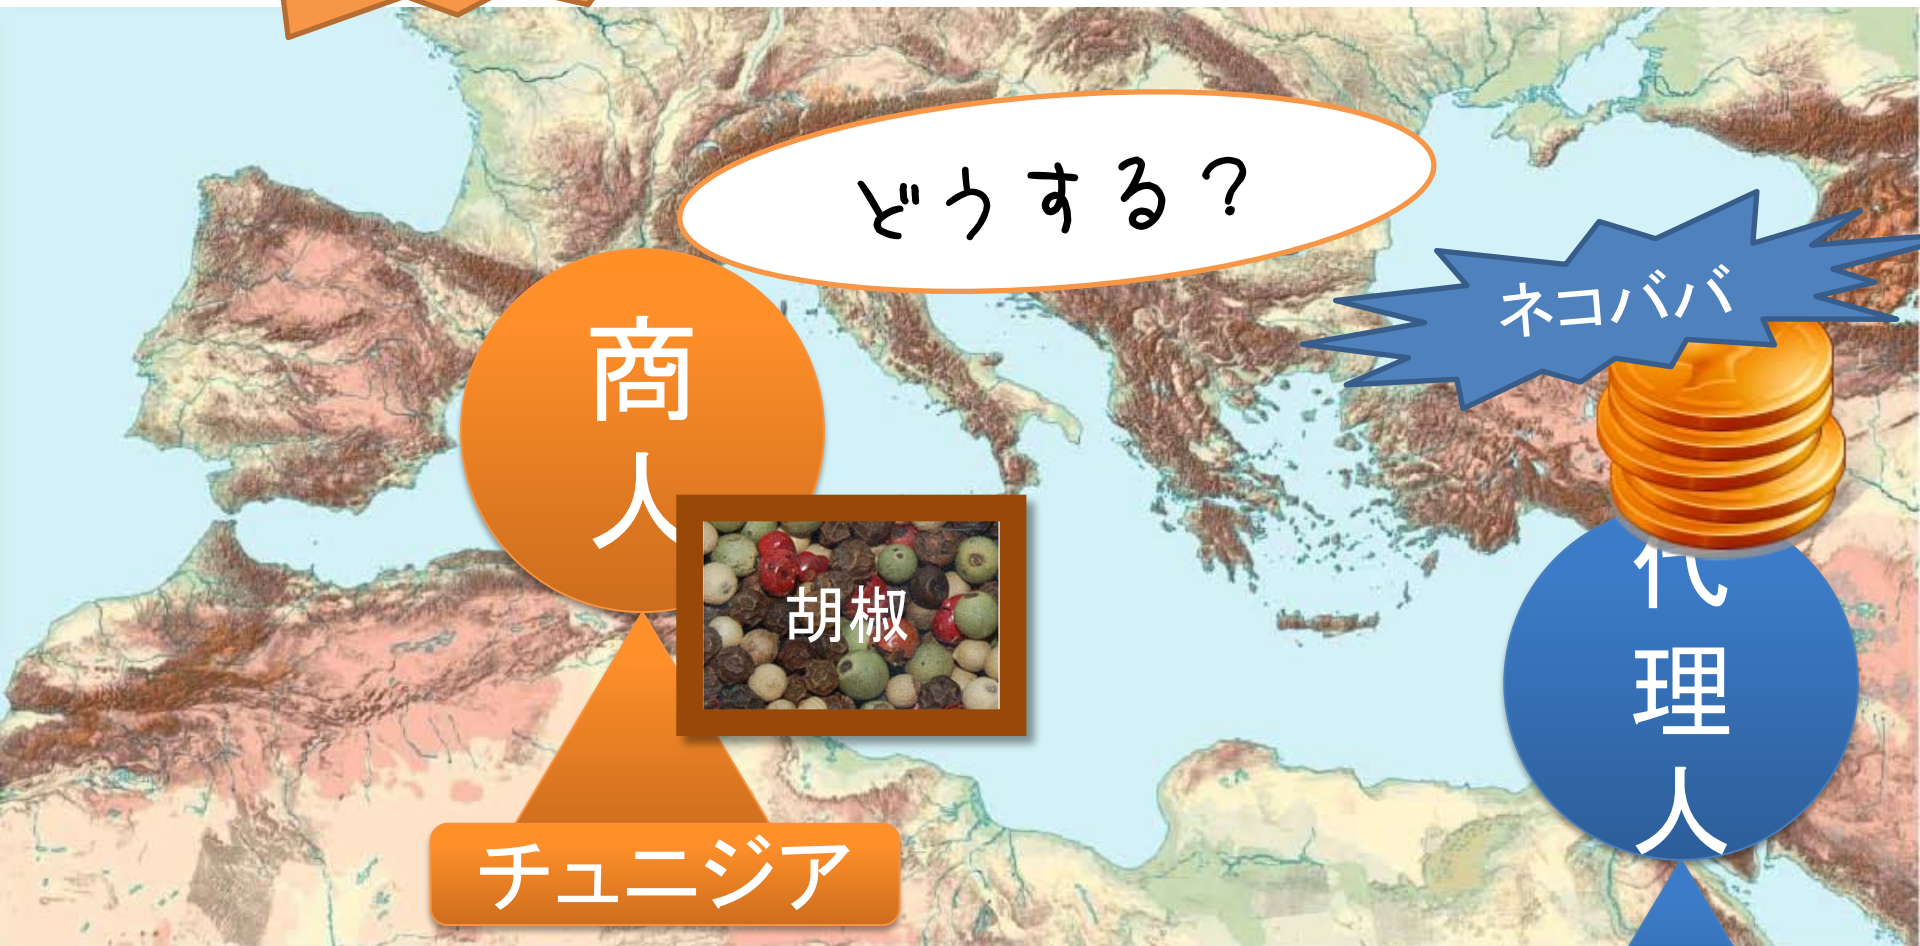 どうする？
ネコババ
商人
胡椒
代理人
チュニジア